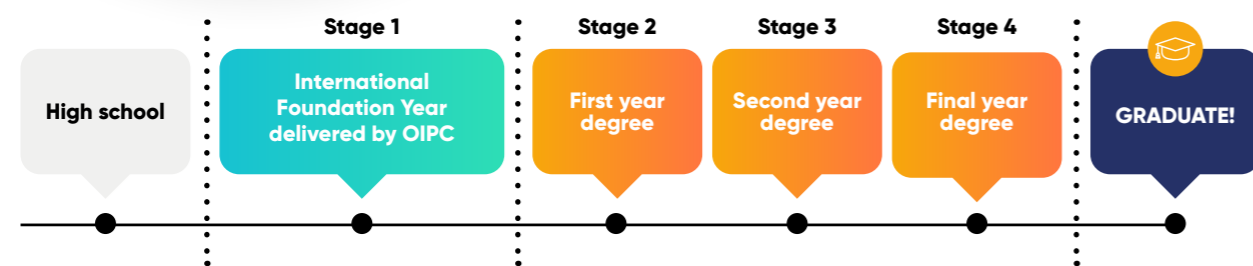 High school
Stage 1
International
Foundation Year
delivered by OIPC
Stage 2
First year
degree
Stage 3
Second year
degree
Stage 4
Final year
degree
GRADUATE!